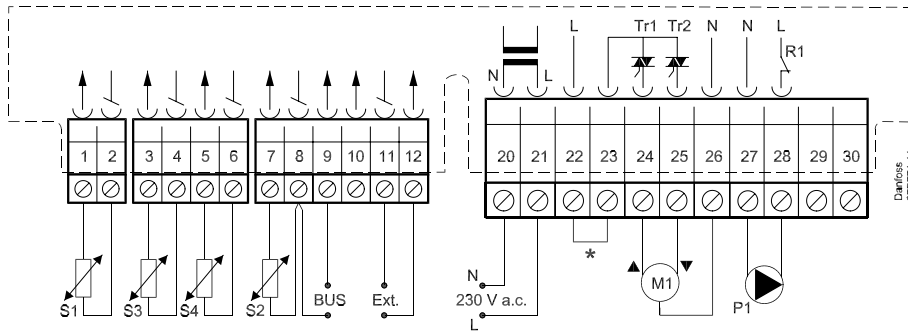 L Tr1 Tr2 N N L
R1
N L
1 2 3 4 5 6 7 8 9 10 11 12 20 21 22 23 24 25 26 27 28 29 30
Danfoss
*
N
S1 S3 S4 S2 BUS Ext. 230 V a.c. M1 P1
L